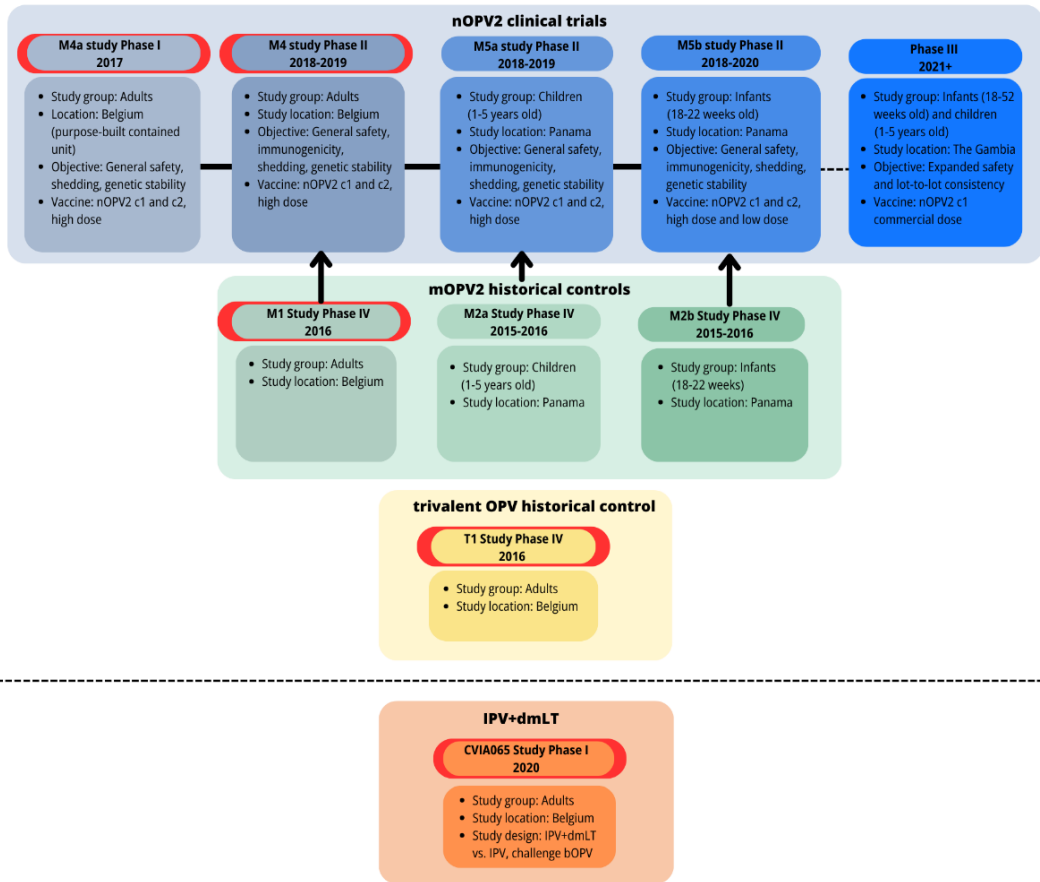 nOPV2 clinical trials
M4a study Phase I
2017
• Study group: Adults
• Location: Belgium
(purpose-built contained
unit)
• Objective: General safety,
shedding, genetic stability
• Vaccine: nOPV2 c1 and c2,
high dose
M4 study Phase II
2018-2019
• Study group: Adults
• Study location: Belgium
• Objective: General safety,
immunogenicity,
shedding, genetic stability
• Vaccine: nOPV2 c1 and c2,
high dose
M5a study Phase II
2018-2019
• Study group: Children
(1-5 years old)
• Study location: Panama
• Objective: General safety,
immunogenicity,
shedding, genetic stability
• Vaccine: nOPV2 c1 and c2,
high dose
M5b study Phase II
2018-2020
• Study group: Infants
(18-22 weeks old)
• Study location: Panama
• Objective: General safety,
immunogenicity, shedding,
genetic stability
• Vaccine: nOPV2 c1 and c2,
high dose and low dose
Phase III
2021+
• Study group: Infants (18-52
weeks old) and children
(1-5 years old)
• Study location: The Gambia
• Objective: Expanded safety
and lot-to-lot consistency
• Vaccine: nOPV2 c1
commercial dose
mOPV2 historical controls
M1 Study Phase IV
2016
• Study group: Adults
• Study location: Belgium
M2a Study Phase IV
2015-2016
• Study group: Children
(1-5 years old)
• Study location: Panama
M2b Study Phase IV
2015-2016
• Study group: Infants
(18-22 weeks)
• Study location: Panama
trivalent OPV historical control
T1 Study Phase IV
2016
• Study group: Adults
• Study location: Belgium
IPV+dmLT
CVIA065 Study Phase I
2020
• Study group: Adults
• Study location: Belgium
• Study design: IPV+dmLT
vs. IPV, challenge bOPV